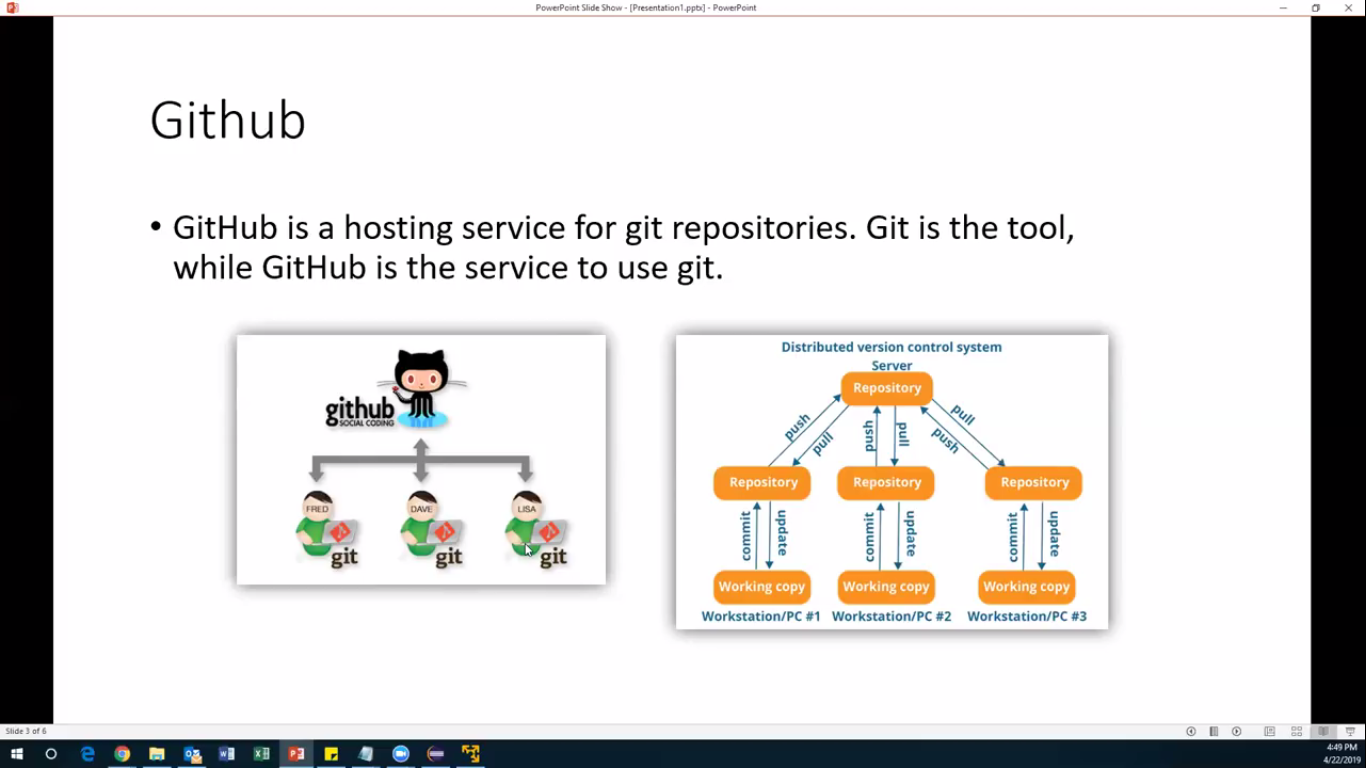 PowerPoint Slide Show - [Presentation1.pptx] - PowerPoint
Github
• GitHub is a hosting service for git repositories. Git is the tool,
while GitHub is the service to use git.
github
SOCIAL CODING
FRED
DAVE
LISA
git
git
git
Distributed version control system
Server
Repository
push
pull
push
pull
push
pull
Repository
Repository
Repository
commit
update
commit
update
commit
update
Working copy
Working copy
Working copy
Workstation/PC #1
Workstation/PC #2
Workstation/PC #3
Slide 3 of 6
4:49 PM
4/22/2019